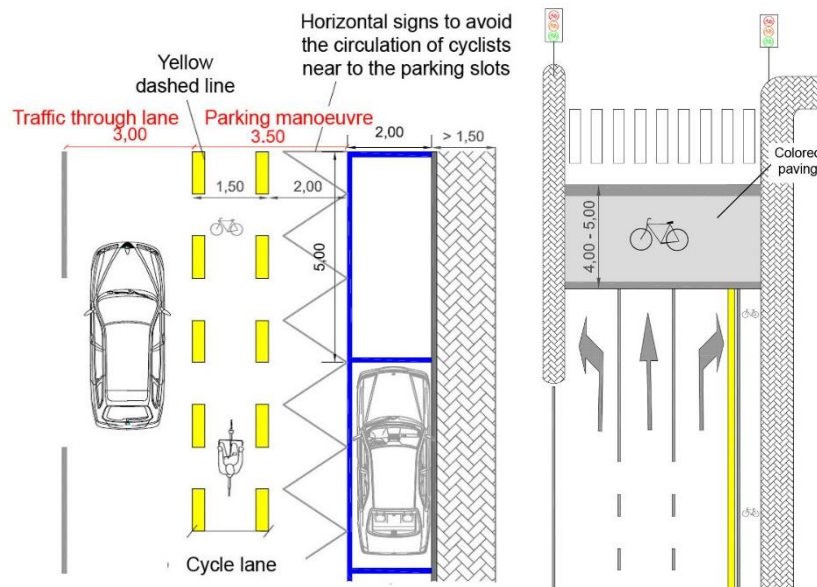 Horizontal signs to avoid
the circulation of cyclists
near to the parking slots
Yellow
dashed line
Traffic through lane
Parking manoeuvre
3,00
3.50
2,00
> 1,50
1,50
2,00
5,00
Cycle lane
Colored
paving
4,00 - 5,00